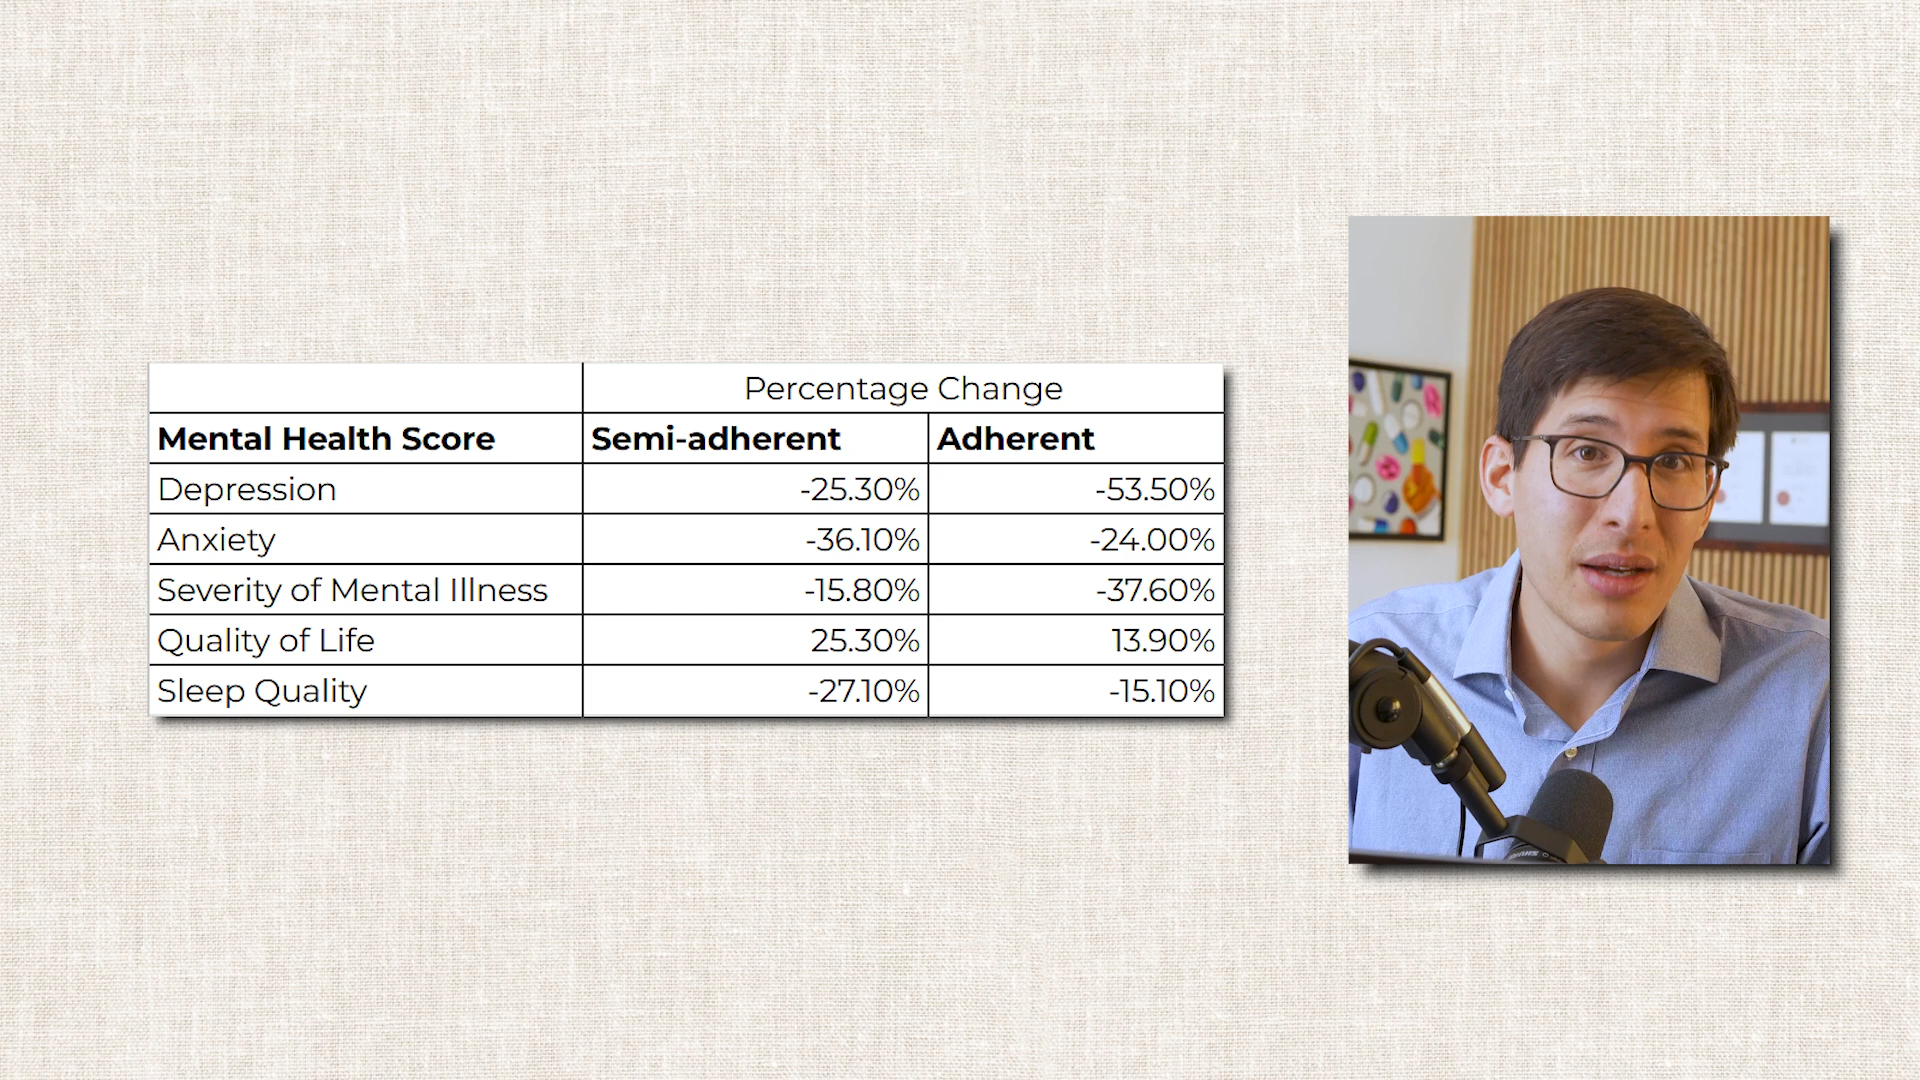 Percentage Change
Mental Health Score Semi-adherent Adherent
Depression -25.30% -53.50%
Anxiety -36.10% -24.00%
Severity of Mental Illness -15.80% -37.60%
Quality of Life 25.30% 13.90%
Sleep Quality -27.10% -15.10%
SHURE